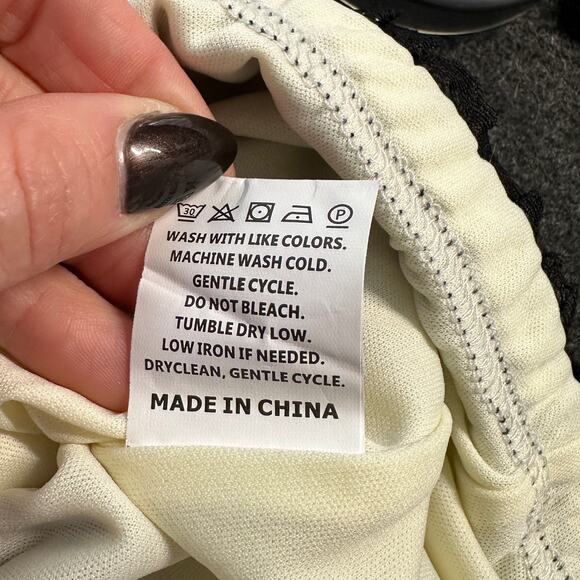 30 P
WASH WITH LIKE COLORS.
MACHINE WASH COLD.
GENTLE CYCLE.
DO NOT BLEACH.
TUMBLE DRY LOW.
LOW IRON IF NEEDED.
DRYCLEAN, GENTLE CYCLE.
MADE IN CHINA